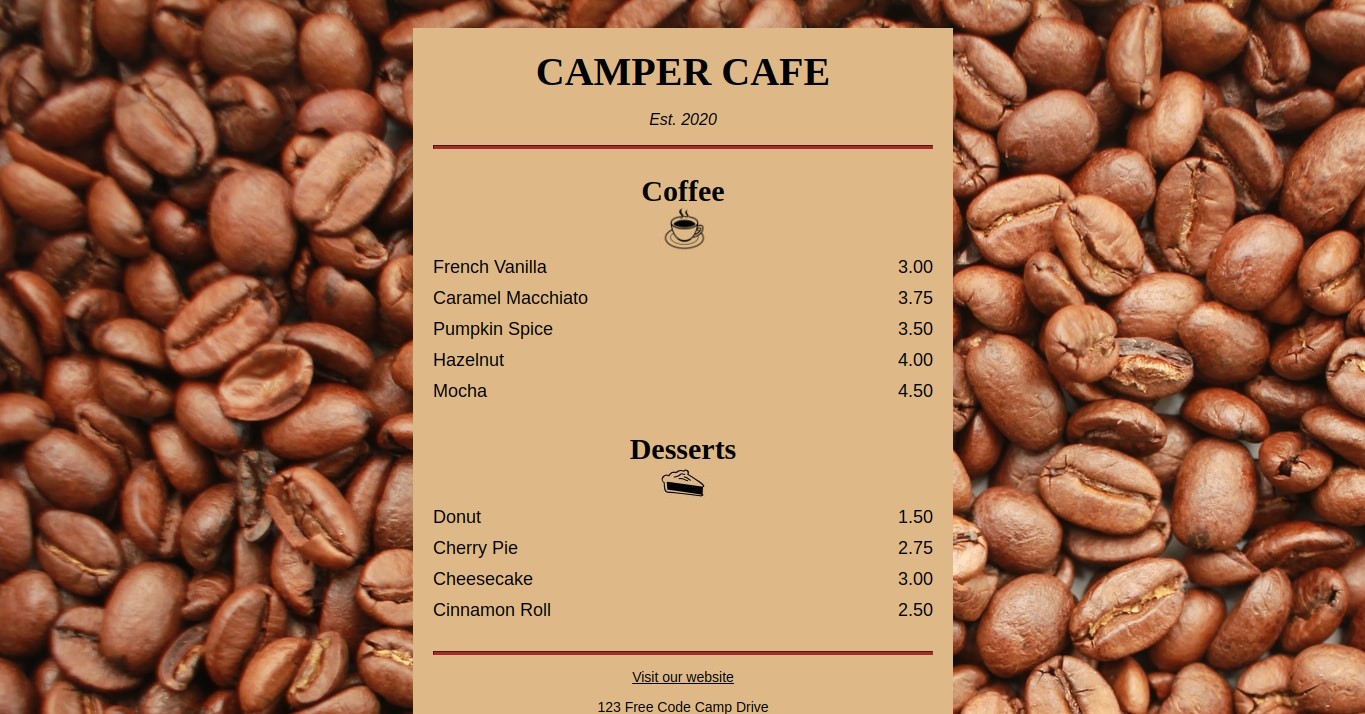 CAMPER CAFE
Est. 2020
Coffee
French Vanilla 3.00
Caramel Macchiato 3.75
Pumpkin Spice 3.50
Hazelnut 4.00
Mocha 4.50
Desserts
Donut 1.50
Cherry Pie 2.75
Cheesecake 3.00
Cinnamon Roll 2.50
Visit our website
123 Free Code Camp Drive